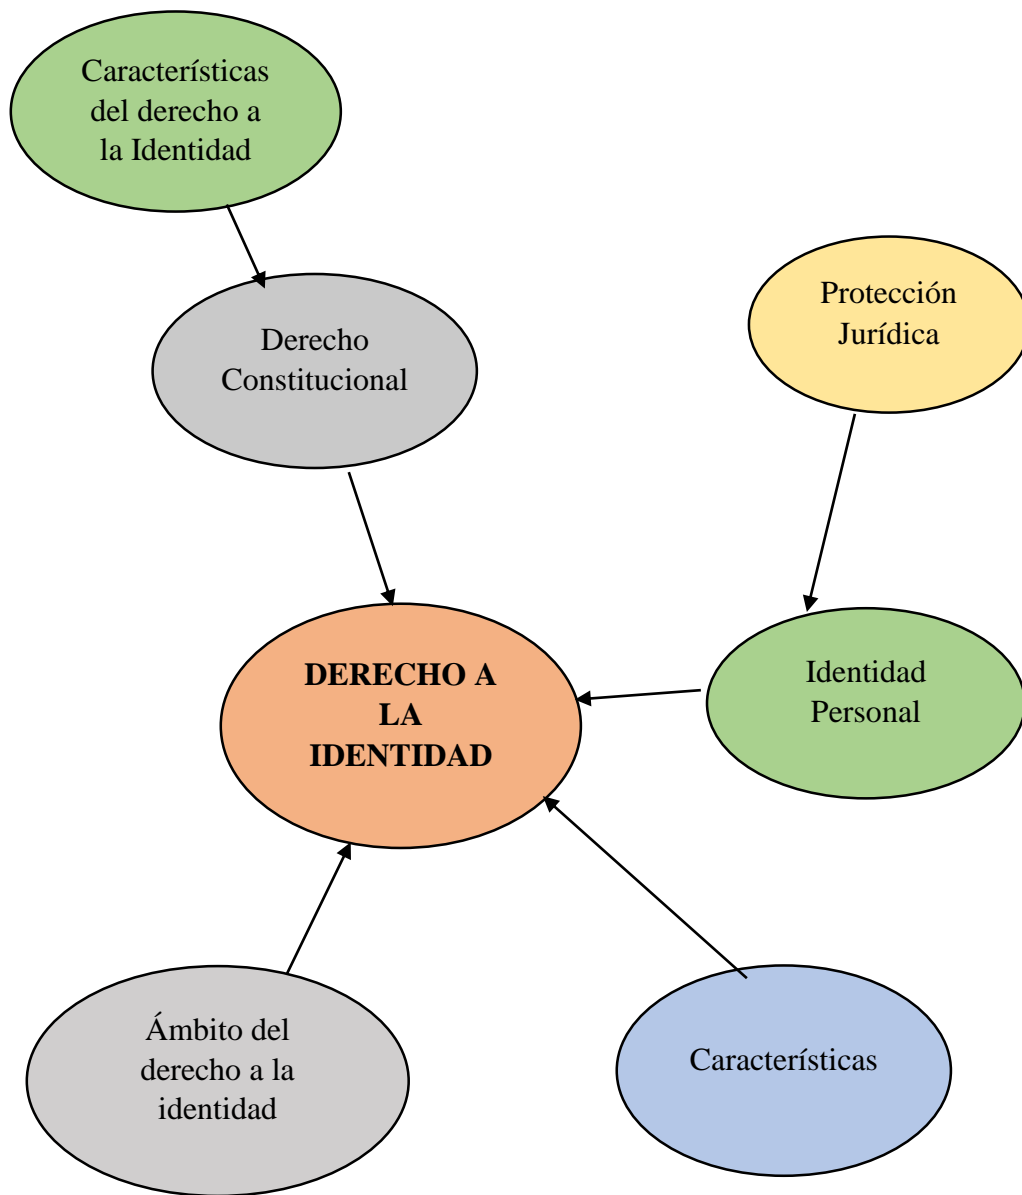 Características
del derecho a
la Identidad
Protección
Jurídica
Derecho
Constitucional
DERECHO A
LA
IDENTIDAD
Identidad
Personal
Ámbito del
derecho a la
identidad
Características